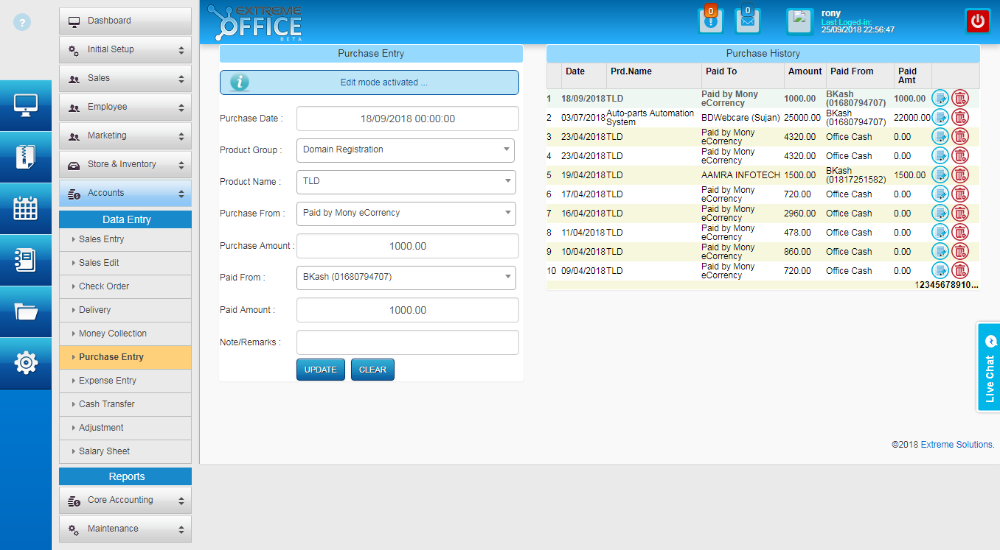 ?
Dashboard
Initial Setup
Sales
Employee
Marketing
Store & Inventory
Accounts
Data Entry
Sales Entry
Sales Edit
Check Order
Delivery
Money Collection
Purchase Entry
Expense Entry
Cash Transfer
Adjustment
Salary Sheet
Reports
Core Accounting
Maintenance
EXTREME
OFFICE
BETA
0
0
rony
Last Loged-in:
25/09/2018 22:56:47
Purchase Entry
i Edit mode activated ...
Purchase Date : 18/09/2018 00:00:00
Product Group : Domain Registration
Product Name : TLD
Purchase From : Paid by Mony eCorrency
Purchase Amount : 1000.00
Paid From : BKash (01680794707)
Paid Amount : 1000.00
Note/Remarks :
UPDATE CLEAR
Purchase History
Date Prd.Name Paid To Amount Paid From Paid Amt
1 18/09/2018 TLD Paid by Mony eCorrency 1000.00 BKash (01680794707) 1000.00
2 03/07/2018 Auto-parts Automation System BDWebcare (Sujan) 25000.00 BKash (01680794707) 22000.00
3 23/04/2018 TLD Paid by Mony eCorrency 4320.00 Office Cash 0.00
4 23/04/2018 TLD Paid by Mony eCorrency 4320.00 Office Cash 0.00
5 19/04/2018 TLD AAMRA INFOTECH 1500.00 BKash (01817251582) 1500.00
6 17/04/2018 TLD Paid by Mony eCorrency 720.00 Office Cash 0.00
7 16/04/2018 TLD Paid by Mony eCorrency 2960.00 Office Cash 0.00
8 11/04/2018 TLD Paid by Mony eCorrency 478.00 Office Cash 0.00
9 10/04/2018 TLD Paid by Mony eCorrency 860.00 Office Cash 0.00
10 09/04/2018 TLD Paid by Mony eCorrency 720.00 Office Cash 0.00
12345678910...
Live Chat
©2018 Extreme Solutions.